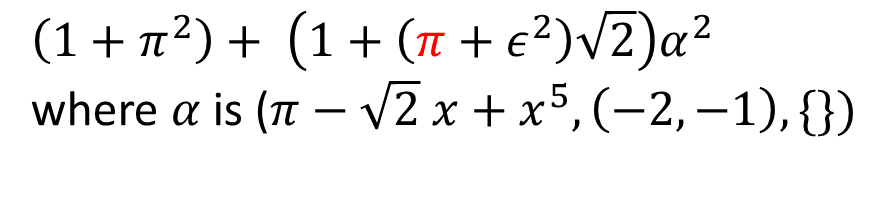 (1 + π²) + (1 + (π + ϵ²)√2)α²
where α is (π − √2 x + x⁵, (−2, −1), {})